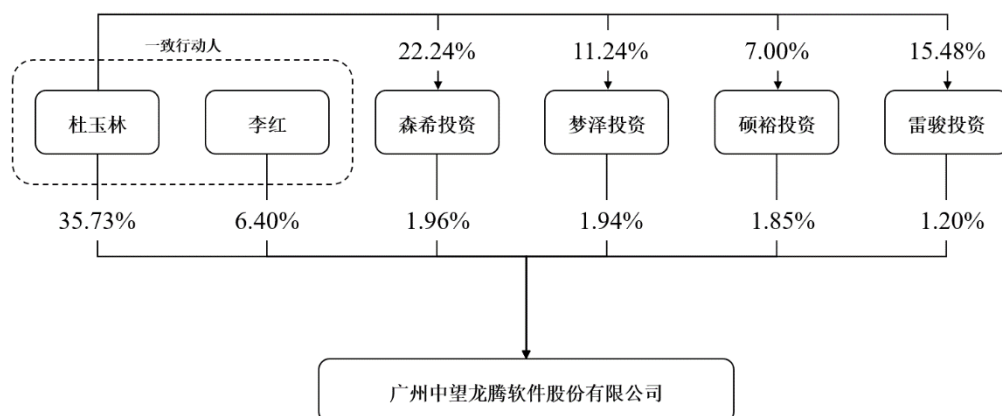 一致行动人
22.24%
11.24%
7.00%
15.48%
杜玉林
李红
森希投资
梦泽投资
硕裕投资
雷骏投资
35.73%
6.40%
1.96%
1.94%
1.85%
1.20%
广州中望龙腾软件股份有限公司